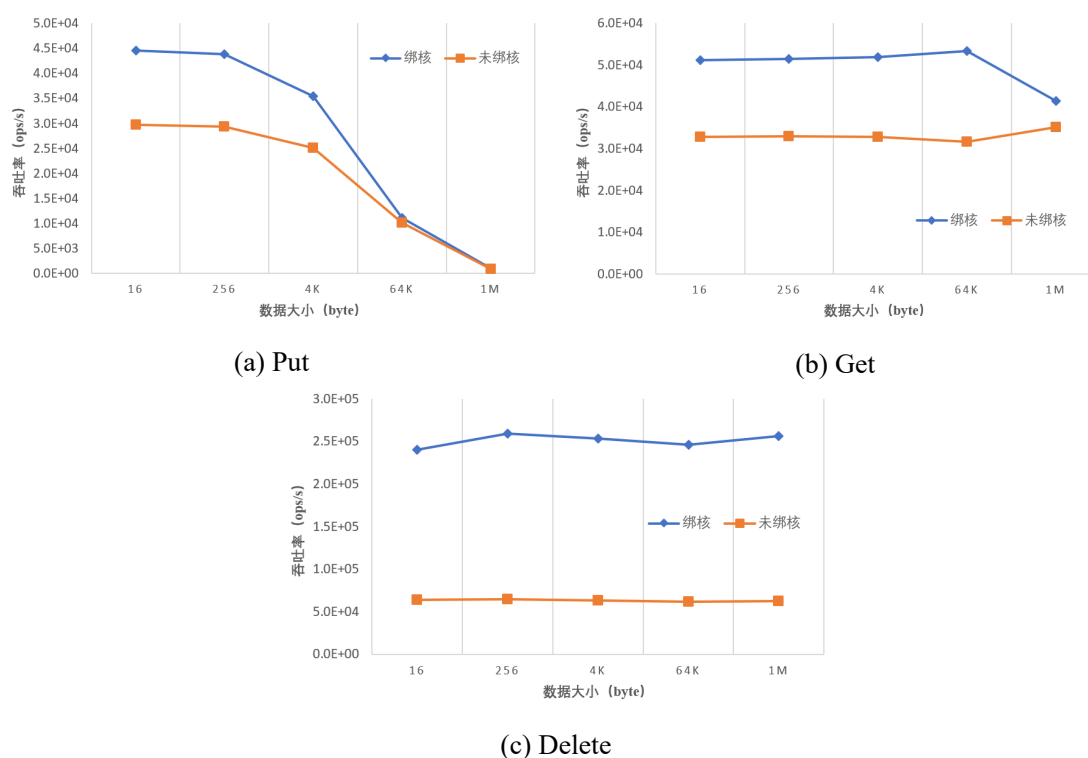 5.0E+04
4.5E+04
4.0E+04
3.5E+04
3.0E+04
2.5E+04
2.0E+04
1.5E+04
1.0E+04
5.0E+03
0.0E+00
吞吐率（ops/s）
绑核 未绑核
16 256 4K 64K 1M
数据大小（byte）
(a) Put
6.0E+04
5.0E+04
4.0E+04
3.0E+04
2.0E+04
1.0E+04
0.0E+00
吞吐率（ops/s）
绑核 未绑核
16 256 4K 64K 1M
数据大小（byte）
(b) Get
3.0E+05
2.5E+05
2.0E+05
1.5E+05
1.0E+05
5.0E+04
0.0E+00
吞吐率（ops/s）
绑核 未绑核
16 256 4K 64K 1M
数据大小（byte）
(c) Delete